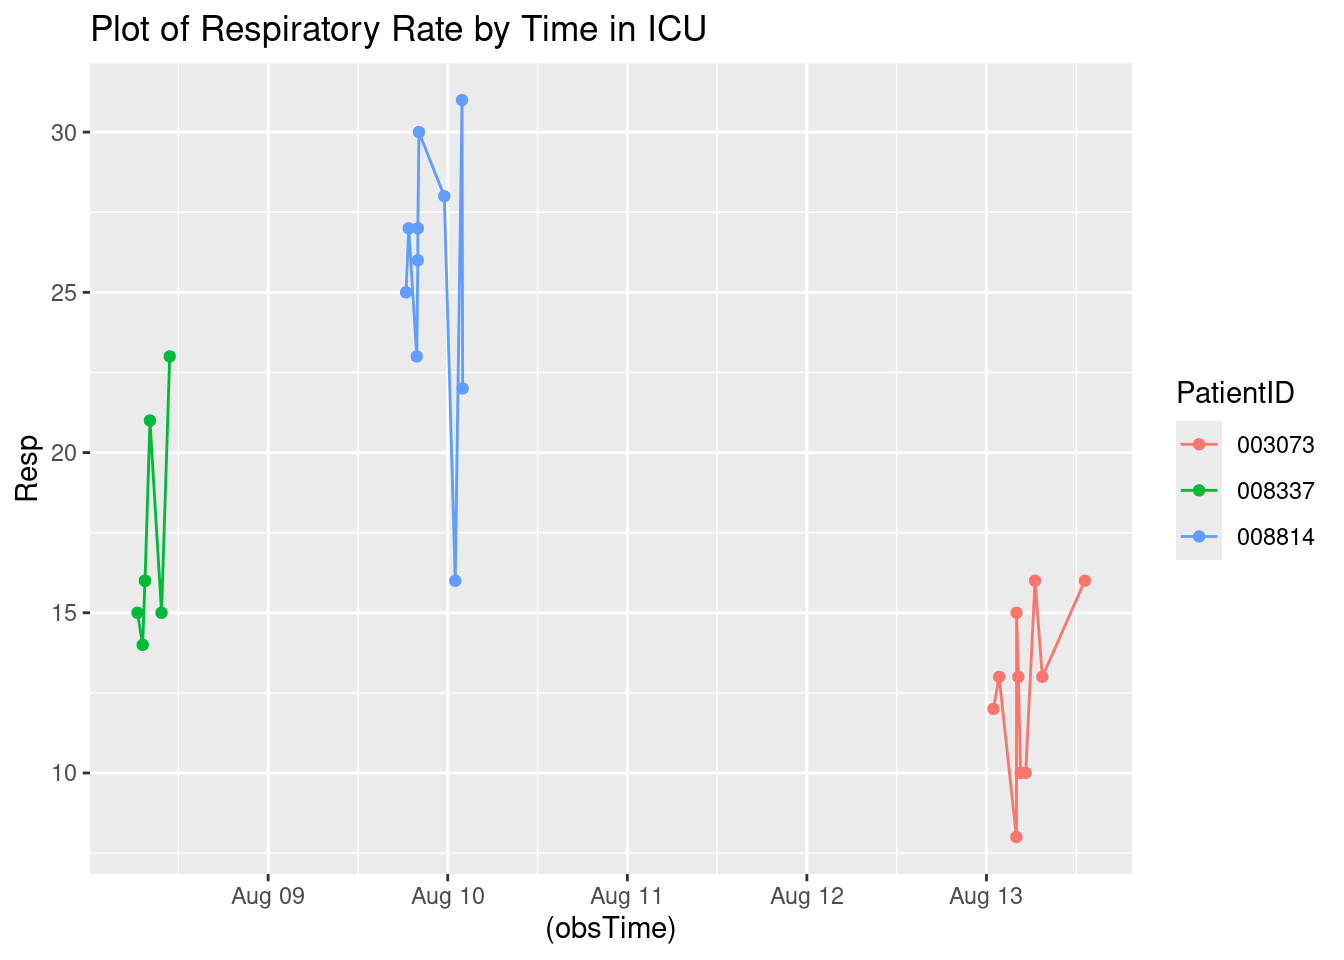 Plot of Respiratory Rate by Time in ICU
30
25
20
15
10
Resp
Aug 09 Aug 10 Aug 11 Aug 12 Aug 13
(obsTime)
PatientID
003073
008337
008814